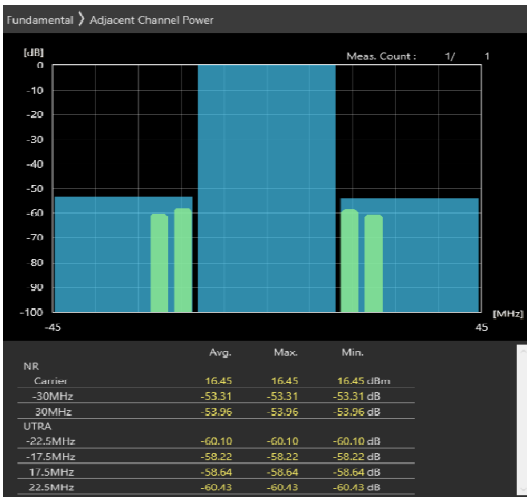 Fundamental ❭ Adjacent Channel Power
[dB] Meas. Count : 1/ 1
0
-10
-20
-30
-40
-50
-60
-70
-80
-90
-100
[MHz]
-45 45
Avg. Max. Min.
NR
Carrier 16.45 16.45 16.45 dBm
-30MHz -53.31 -53.31 -53.31 dB
30MHz -53.96 -53.96 -53.96 dB
UTRA
-22.5MHz -60.10 -60.10 -60.10 dB
-17.5MHz -58.22 -58.22 -58.22 dB
17.5MHz -58.64 -58.64 -58.64 dB
22.5MHz -60.43 -60.43 -60.43 dB